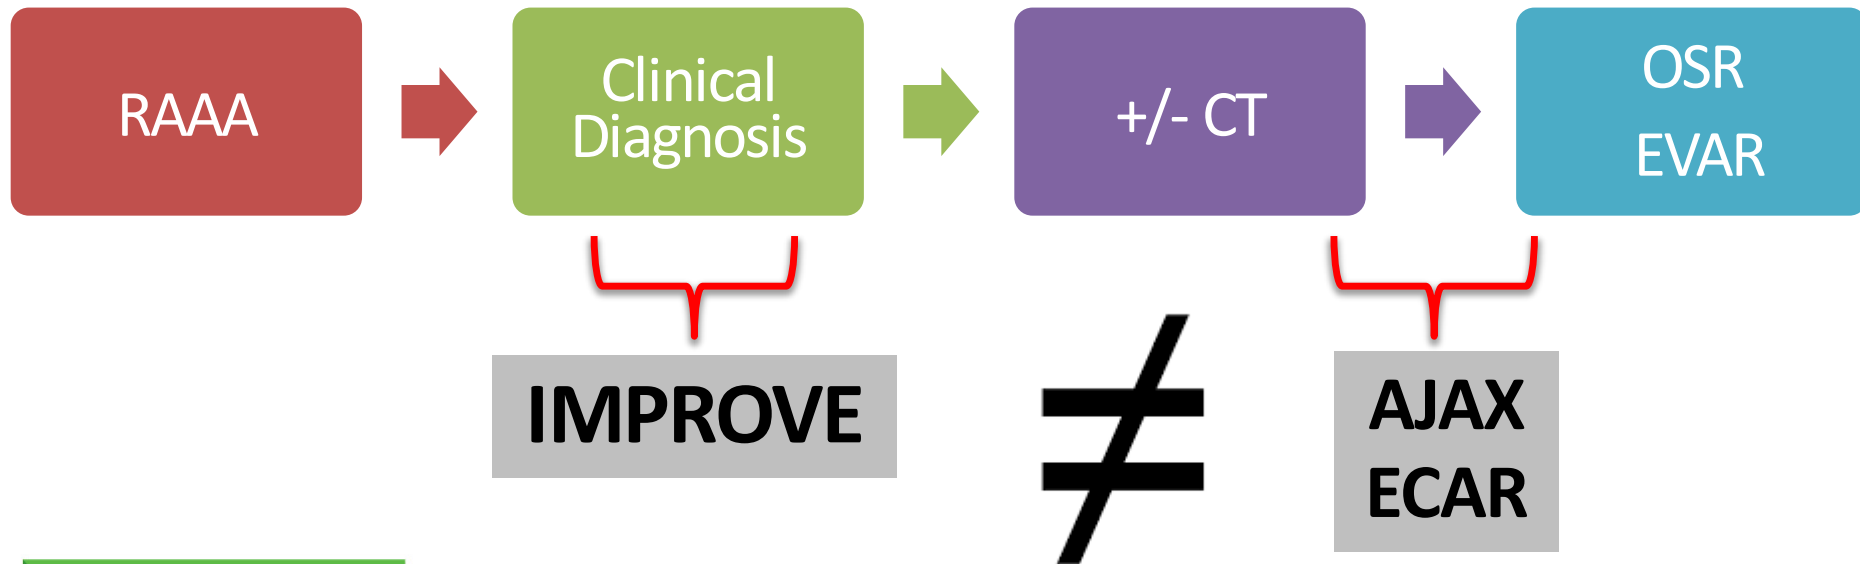 RAAA
Clinical
Diagnosis
+/- CT
OSR
EVAR
IMPROVE
≠
AJAX
ECAR